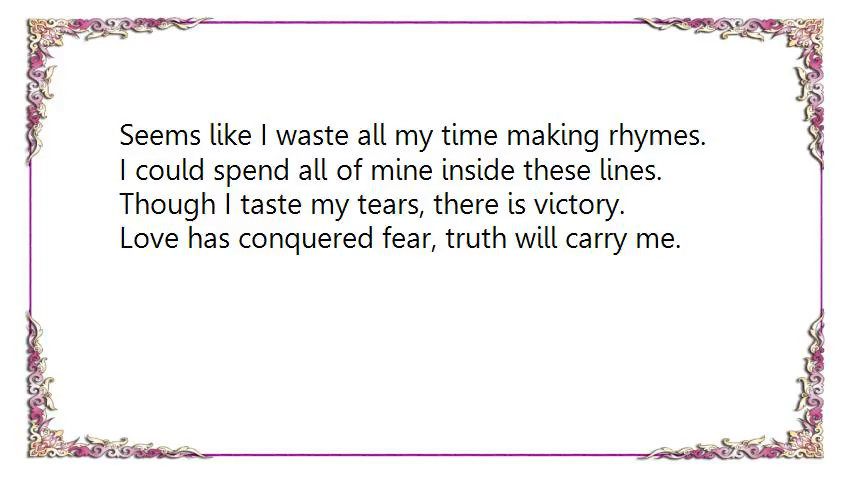 Seems like I waste all my time making rhymes.
I could spend all of mine inside these lines.
Though I taste my tears, there is victory.
Love has conquered fear, truth will carry me.